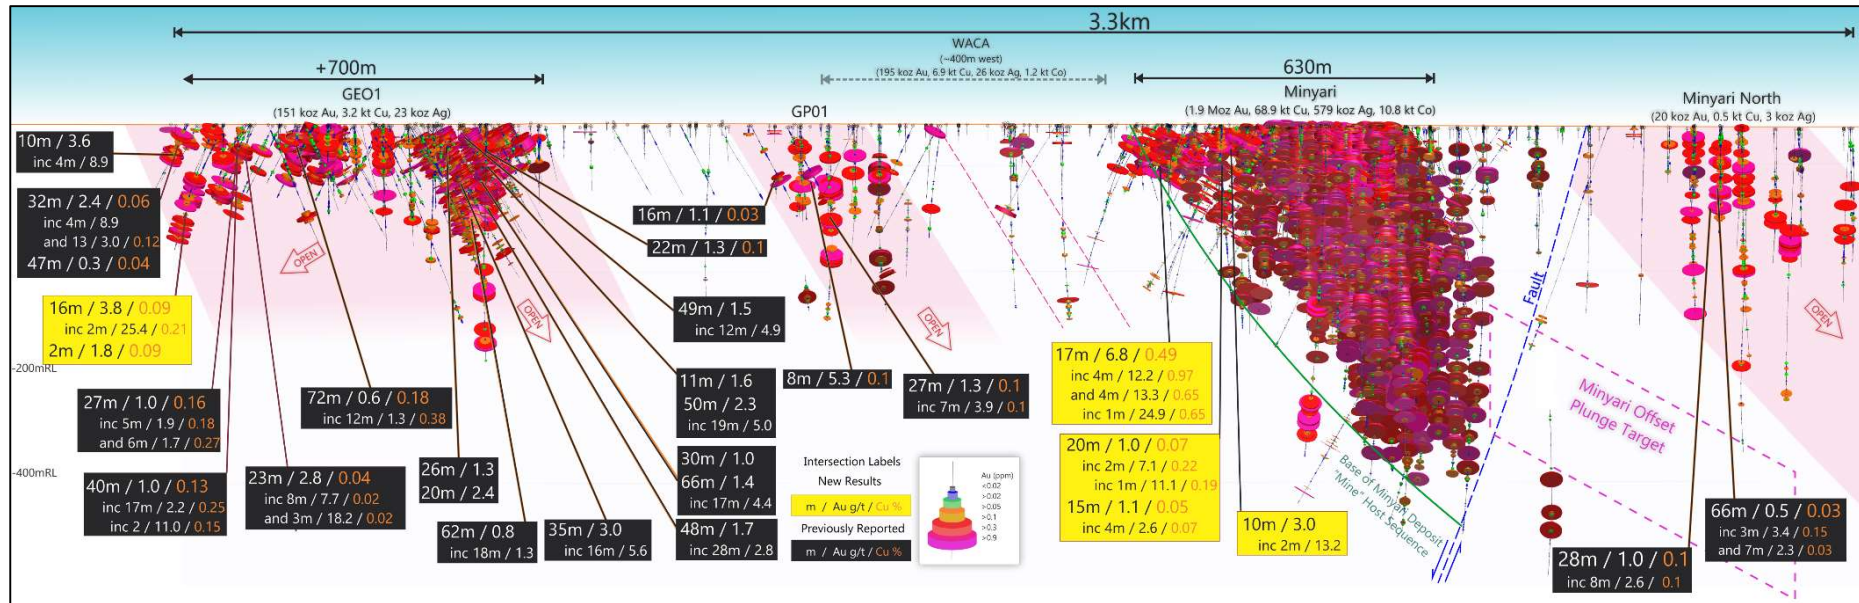 3.3km
WACA
(~400m west)
(195 koz Au, 6.9 kt Cu, 26 koz Ag, 1.2 kt Co)
+700m
630m
GEO1
(151 koz Au, 3.2 kt Cu, 23 koz Ag)
GP01
Minyari
(1.9 Moz Au, 68.9 kt Cu, 579 koz Ag, 10.8 kt Co)
Minyari North
(20 koz Au, 0.5 kt Cu, 3 koz Ag)
10m / 3.6
inc 4m / 8.9
32m / 2.4 / 0.06
inc 4m / 8.9
and 13 / 3.0 / 0.12
47m / 0.3 / 0.04
16m / 3.8 / 0.09
inc 2m / 25.4 / 0.21
2m / 1.8 / 0.09
OPEN
OPEN
16m / 1.1 / 0.03
22m / 1.3 / 0.1
49m / 1.5
inc 12m / 4.9
OPEN
OPEN
Fault
-200mRL
-400mRL
27m / 1.0 / 0.16
inc 5m / 1.9 / 0.18
and 6m / 1.7 / 0.27
40m / 1.0 / 0.13
inc 17m / 2.2 / 0.25
inc 2 / 11.0 / 0.15
72m / 0.6 / 0.18
inc 12m / 1.3 / 0.38
23m / 2.8 / 0.04
inc 8m / 7.7 / 0.02
and 3m / 18.2 / 0.02
26m / 1.3
20m / 2.4
62m / 0.8
inc 18m / 1.3
35m / 3.0
inc 16m / 5.6
11m / 1.6
50m / 2.3
inc 19m / 5.0
30m / 1.0
66m / 1.4
inc 17m / 4.4
48m / 1.7
inc 28m / 2.8
8m / 5.3 / 0.1
27m / 1.3 / 0.1
inc 7m / 3.9 / 0.1
Intersection Labels
New Results
m / Au g/t / Cu %
Previously Reported
m / Au g/t / Cu %
Au (ppm)
<0.02
>0.02
>0.05
>0.1
>0.3
>0.9
17m / 6.8 / 0.49
inc 4m / 12.2 / 0.97
and 4m / 13.3 / 0.65
inc 1m / 24.9 / 0.65
20m / 1.0 / 0.07
inc 2m / 7.1 / 0.22
inc 1m / 11.1 / 0.19
15m / 1.1 / 0.05
inc 4m / 2.6 / 0.07
10m / 3.0
inc 2m / 13.2
Base of Minyari Deposit
"Mine" Host Sequence
Minyari Offset
Plunge Target
28m / 1.0 / 0.1
inc 8m / 2.6 / 0.1
66m / 0.5 / 0.03
inc 3m / 3.4 / 0.15
and 7m / 2.3 / 0.03